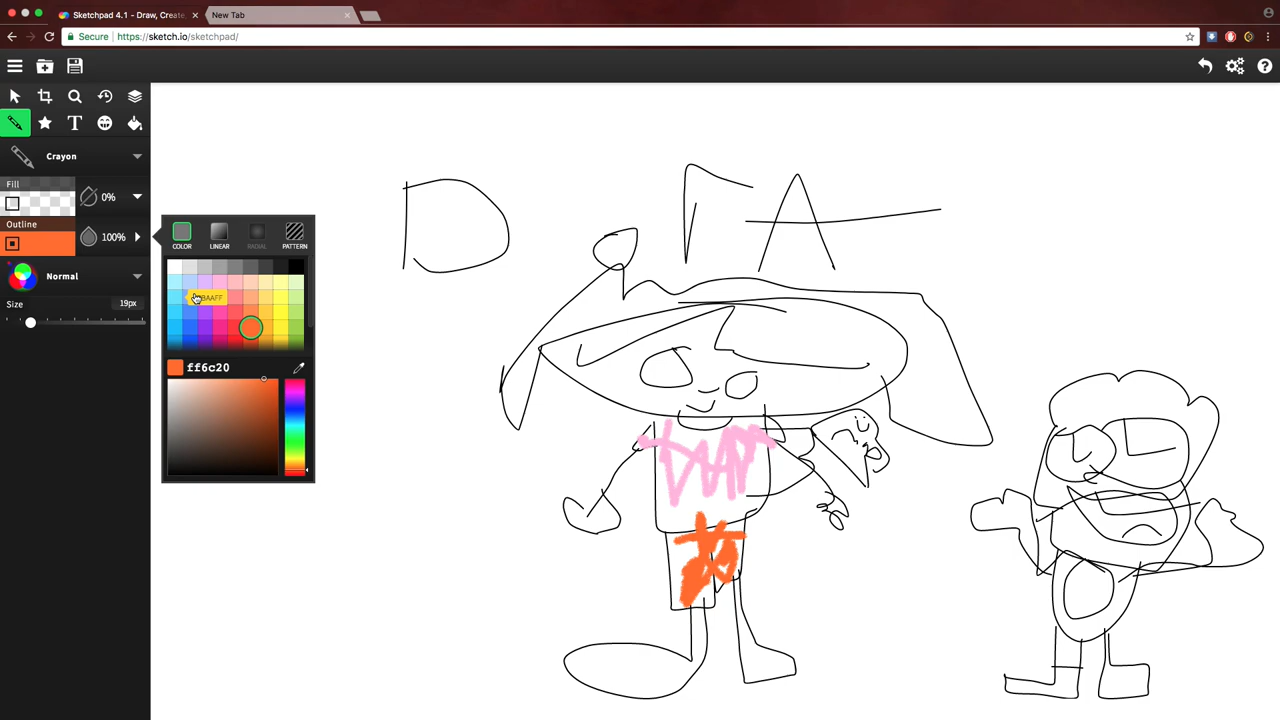 Sketchpad 4.1 - Draw, Create,
New Tab
Secure
https://sketch.io/sketchpad/
T
Crayon
Fill
0%
Outline
100%
Normal
Size
19px
COLOR
LINEAR
RADIAL
PATTERN
BAAFF
ff6c20
D
F A